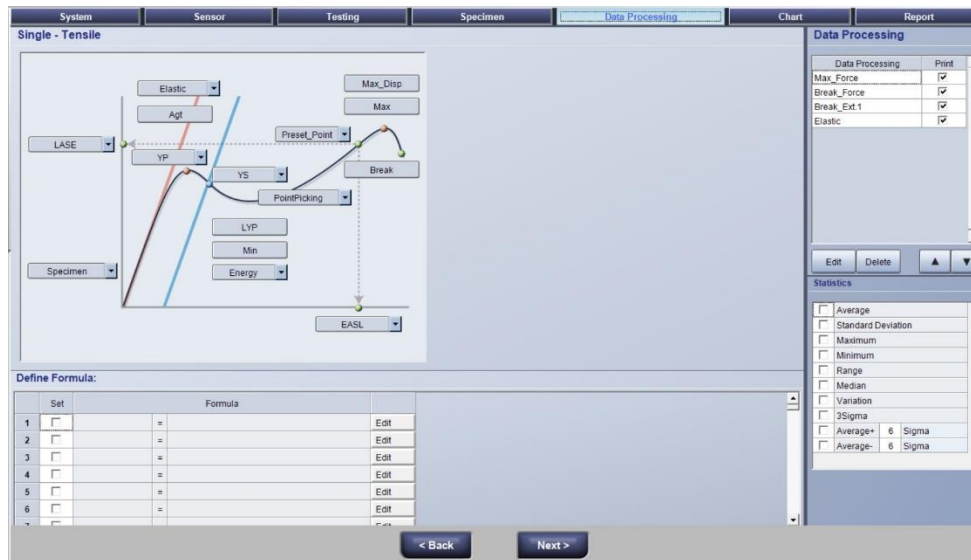 System Sensor Testing Specimen Data Processing Chart Report
Single - Tensile
Elastic
Max_Disp
Agt
Max
LASE
Preset_Point
YP
YS
Break
PointPicking
LYP
Min
Specimen
Energy
EASL
Define Formula:
Set Formula
1 = Edit
2 = Edit
3 = Edit
4 = Edit
5 = Edit
6 = Edit
Data Processing
Data Processing Print
Max_Force
Break_Force
Break_Ext.1
Elastic
Edit Delete
Statistics
Average
Standard Deviation
Maximum
Minimum
Range
Median
Variation
3Sigma
Average+ 6 Sigma
Average- 6 Sigma
< Back Next >